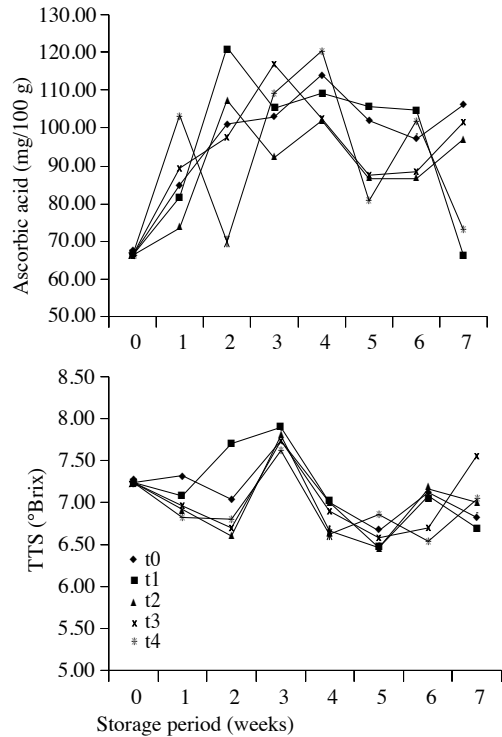 130.00
120.00
110.00
100.00
90.00
80.00
70.00
60.00
50.00
Ascorbic acid (mg/100 g)
0 1 2 3 4 5 6 7
8.50
8.00
7.50
7.00
6.50
6.00
5.50
5.00
TTS (°Brix)
t0
t1
t2
t3
t4
0 1 2 3 4 5 6 7
Storage period (weeks)